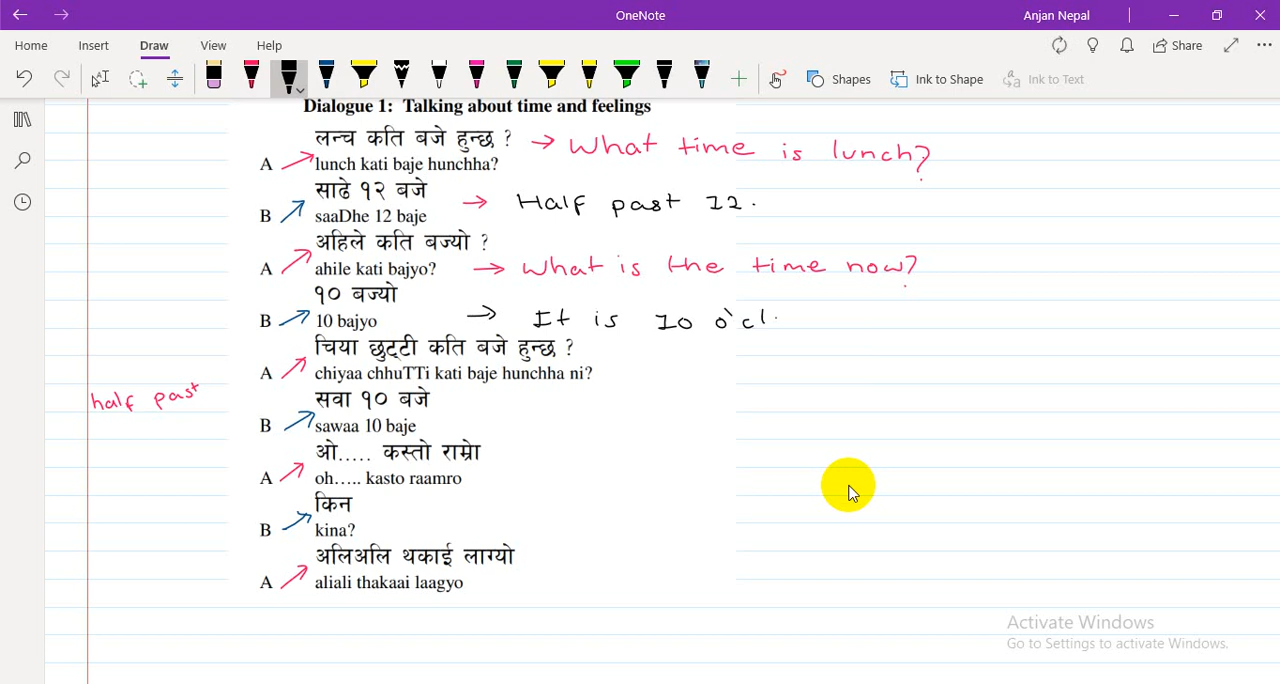 OneNote
Anjan Nepal
Home Insert Draw View Help
Share
Shapes
Ink to Shape
Ink to Text
Dialogue 1: Talking about time and feelings
लन्च कति बजे हुन्छ ? → What time is lunch?
A lunch kati baje hunchha?
साढे १२ बजे → Half past 12.
B saaDhe 12 baje
अहिले कति बज्यो ?
A ahile kati bajyo? → What is the time now?
१० बज्यो
B 10 bajyo → It is 10 o'cl.
चिया छुट्टी कति बजे हुन्छ ?
A chiyaa chhuTTi kati baje hunchha ni?
half past
सवा १० बजे
B sawaa 10 baje
ओ..... कस्तो राम्रो
A oh….. kasto raamro
किन
B kina?
अलिअलि थकाई लाग्यो
A aliali thakaai laagyo
Activate Windows
Go to Settings to activate Windows.